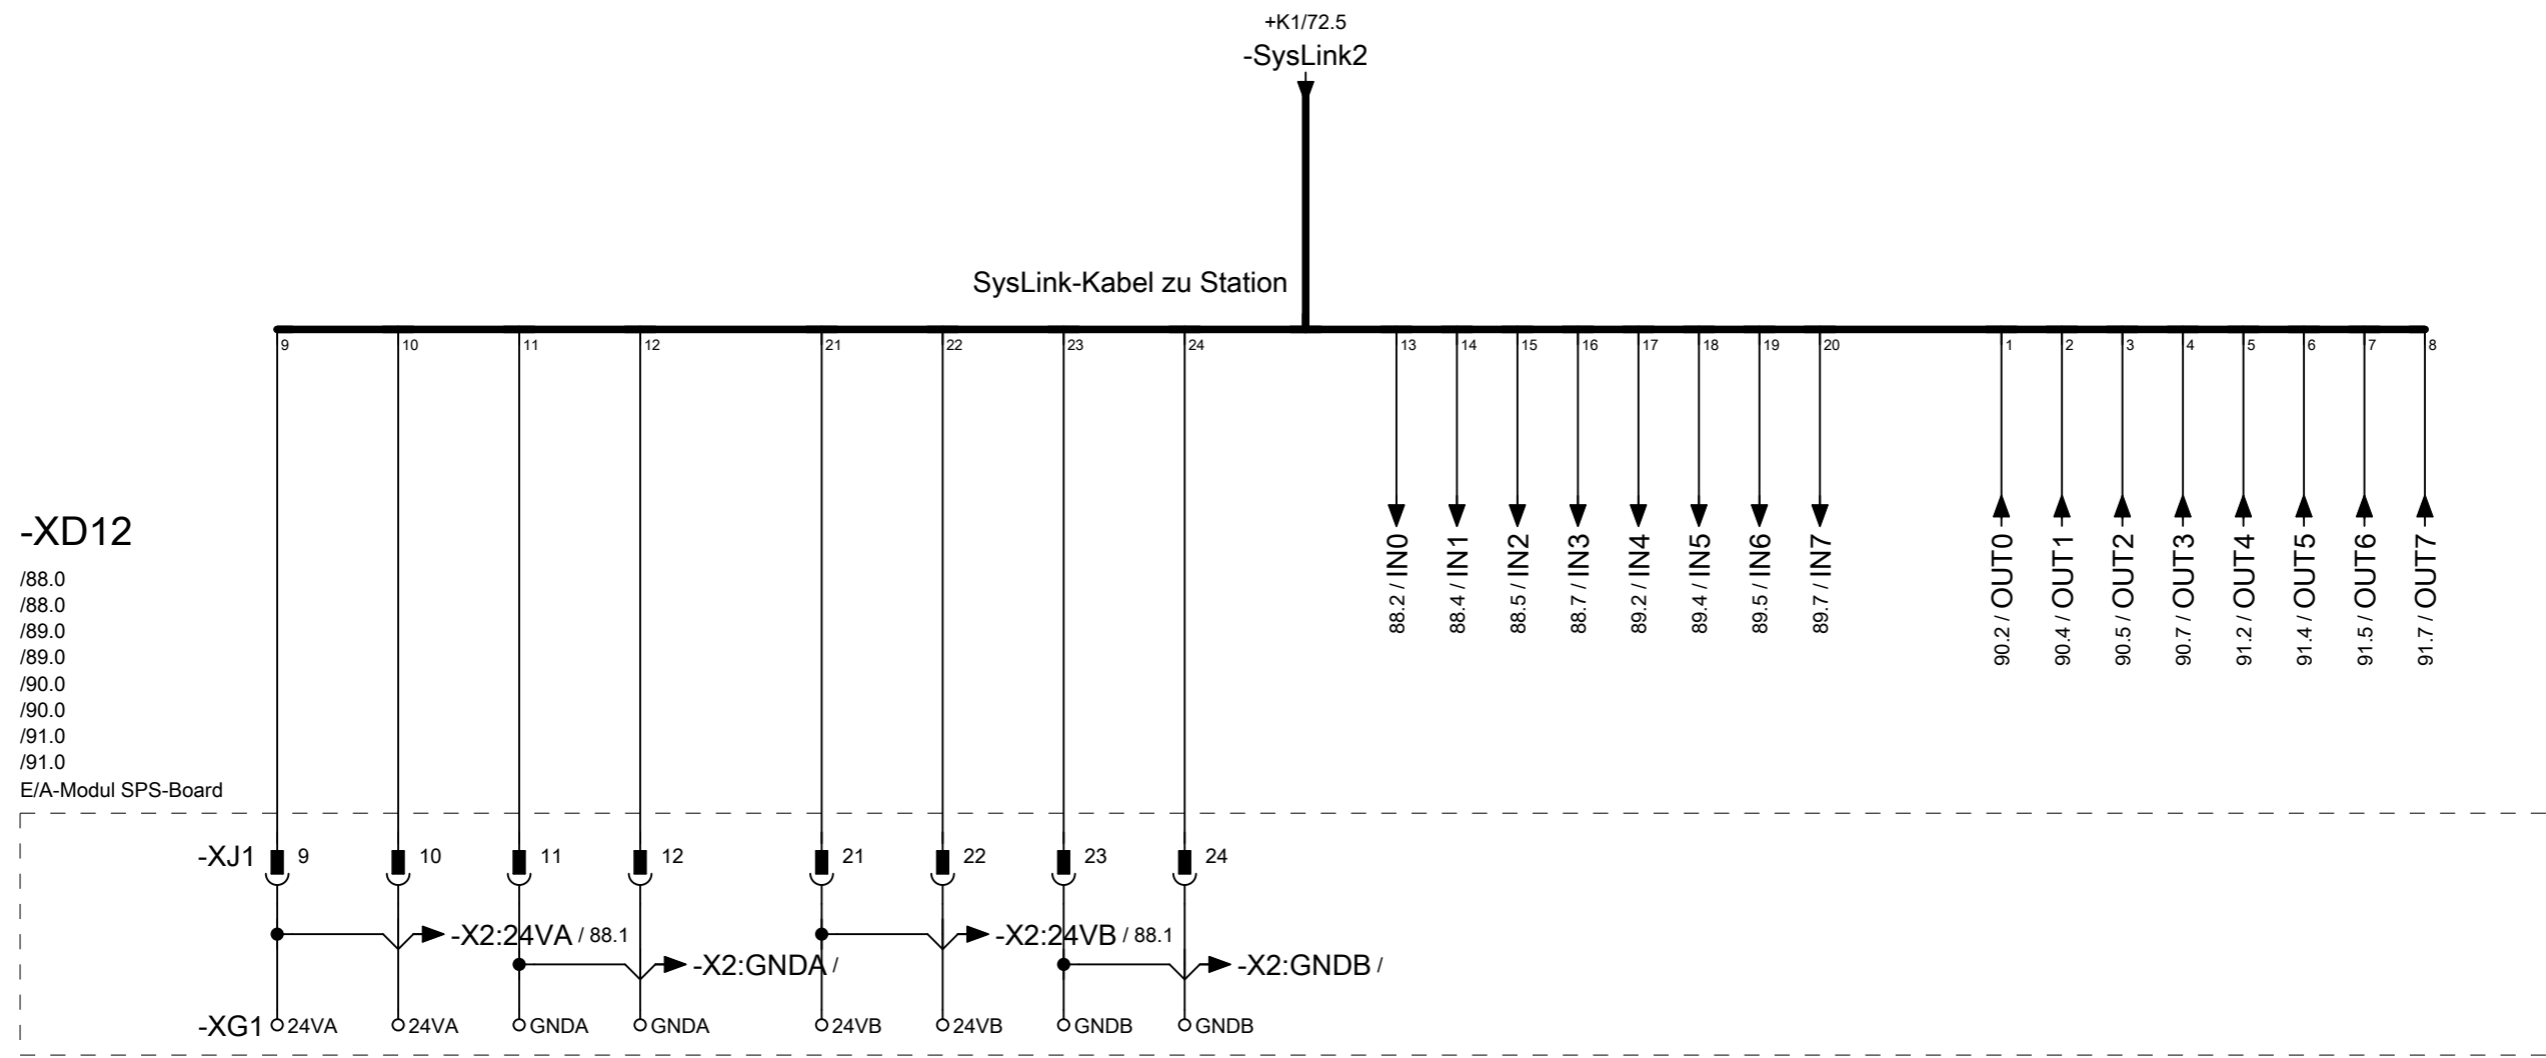 +K1/72.5
-SysLink2
SysLink-Kabel zu Station
9 10 11 12 21 22 23 24 13 14 15 16 17 18 19 20 1 2 3 4 5 6 7 8
88.2 / IN0
88.4 / IN1
88.5 / IN2
88.7 / IN3
89.2 / IN4
89.4 / IN5
89.5 / IN6
89.7 / IN7
90.2 / OUT0
90.4 / OUT1
90.5 / OUT2
90.7 / OUT3
91.2 / OUT4
91.4 / OUT5
91.5 / OUT6
91.7 / OUT7
-XD12
/88.0
/88.0
/89.0
/89.0
/90.0
/90.0
/91.0
/91.0
E/A-Modul SPS-Board
-XJ1 9 10 11 12 21 22 23 24
-X2:24VA / 88.1 -X2:24VB / 88.1
-X2:GNDA / -X2:GNDB /
-XG1 24VA 24VA GNDA GNDA 24VB 24VB GNDB GNDB